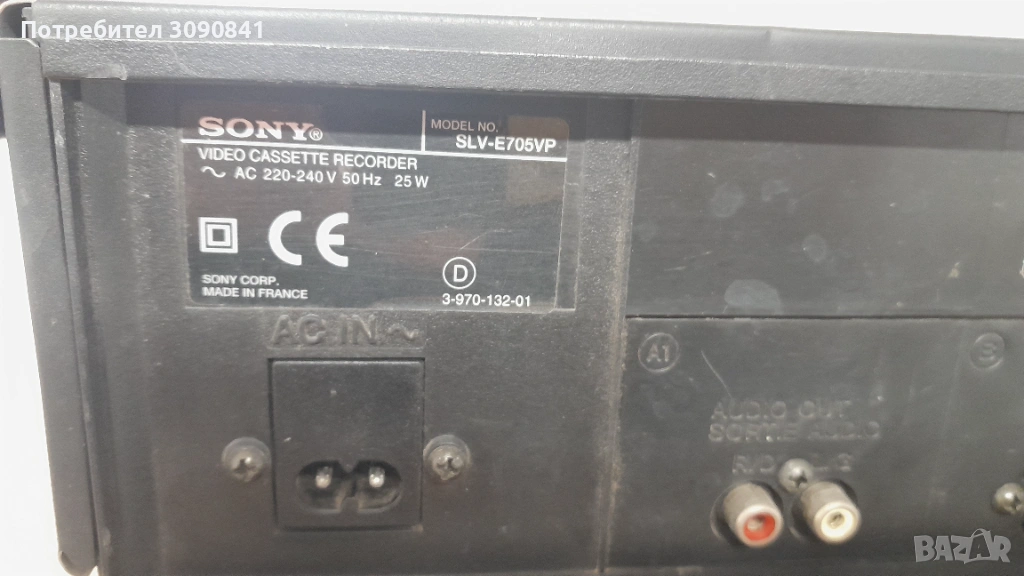 Потребител 3090841
SONY®
MODEL NO.
SLV-E705VP
VIDEO CASSETTE RECORDER
~ AC 220-240 V 50 Hz 25 W
CE
SONY CORP.
MADE IN FRANCE
D
3-970-132-01
AC IN ~
A1
S
AUDIO OUT
SORTIE AUDIO
BAZAR